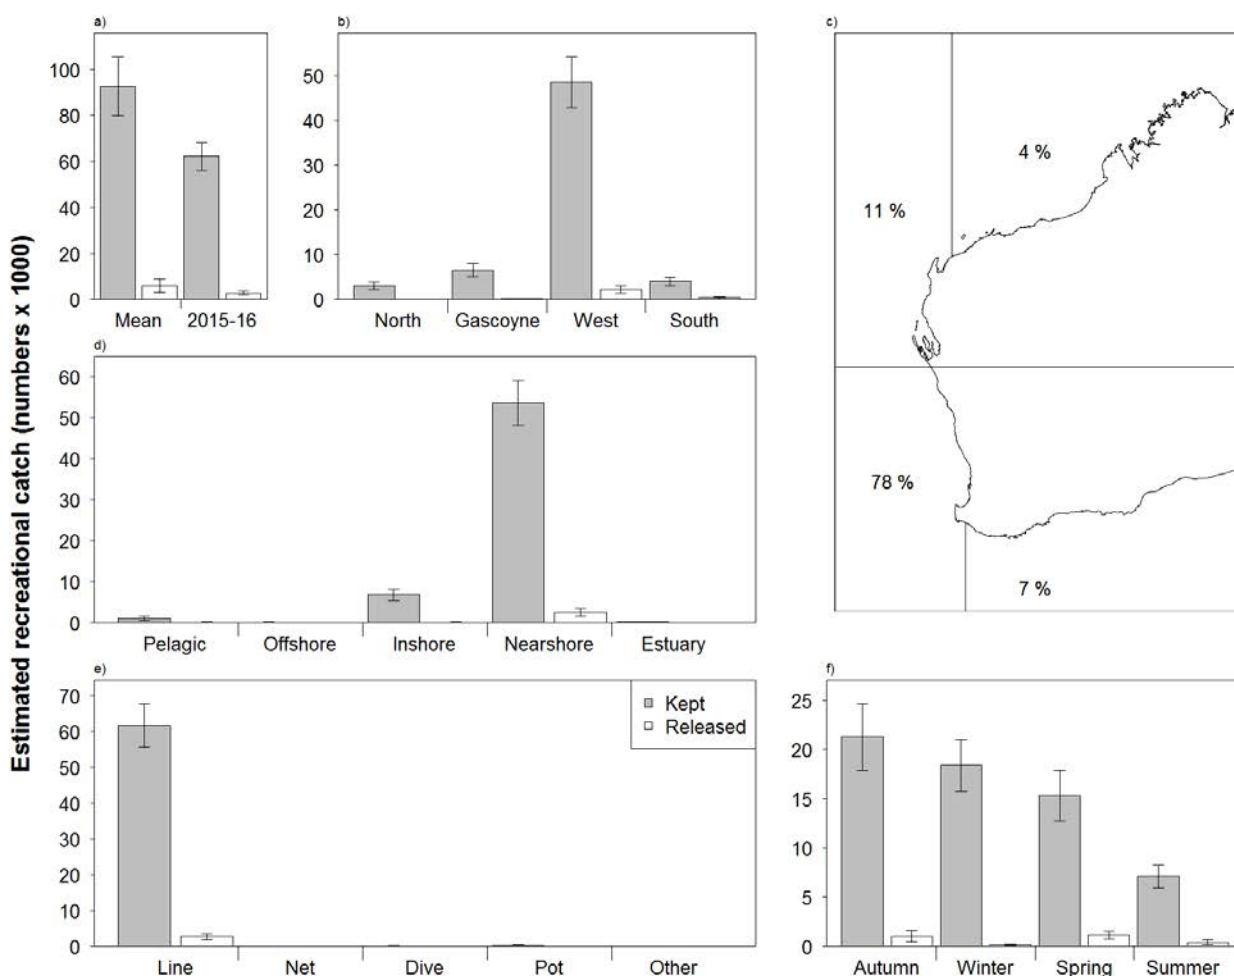 Estimated recreational catch (numbers x 1000)
a)
100
80
60
40
20
0
Mean 2015-16
b)
50
40
30
20
10
0
North Gascoyne West South
c)
4 %
11 %
78 %
7 %
d)
60
50
40
30
20
10
0
Pelagic Offshore Inshore Nearshore Estuary
e)
70
60
50
40
30
20
10
0
Kept
Released
Line Net Dive Pot Other
f)
25
20
15
10
5
0
Autumn Winter Spring Summer